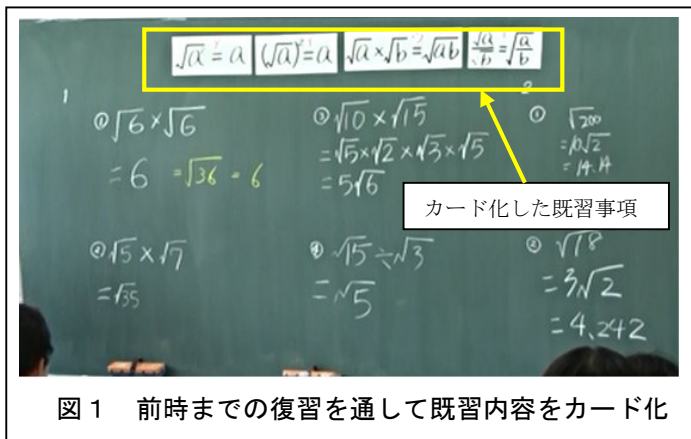 √a² = a (√a)² = a √a × √b = √ab √a/√b = √a/b
1
① √6 × √6
= 6 = √36 = 6
② √5 × √7
= √35
③ √10 × √15
= √5 × √2 × √3 × √5
= 5√6
④ √15 ÷ √3
= √5
2
① √200
= 10√2
= 14.14
② √18
= 3√2
= 4.242
カード化した既習事項
図1 前時までの復習を通して既習内容をカード化